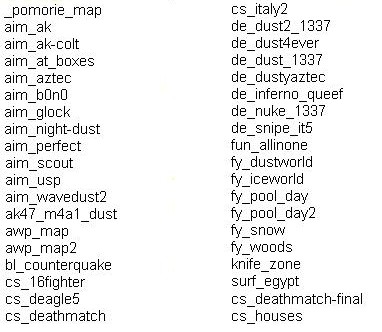 _pomorie_map
aim_ak
aim_ak-colt
aim_at_boxes
aim_aztec
aim_b0n0
aim_glock
aim_night-dust
aim_perfect
aim_scout
aim_usp
aim_wavedust2
ak47_m4a1_dust
awp_map
awp_map2
bl_counterquake
cs_16fighter
cs_deagle5
cs_deathmatch
cs_italy2
de_dust2_1337
de_dust4ever
de_dust_1337
de_dustyaztec
de_inferno_queef
de_nuke_1337
de_snipe_it5
fun_allinone
fy_dustworld
fy_iceworld
fy_pool_day
fy_pool_day2
fy_snow
fy_woods
knife_zone
surf_egypt
cs_deathmatch-final
cs_houses